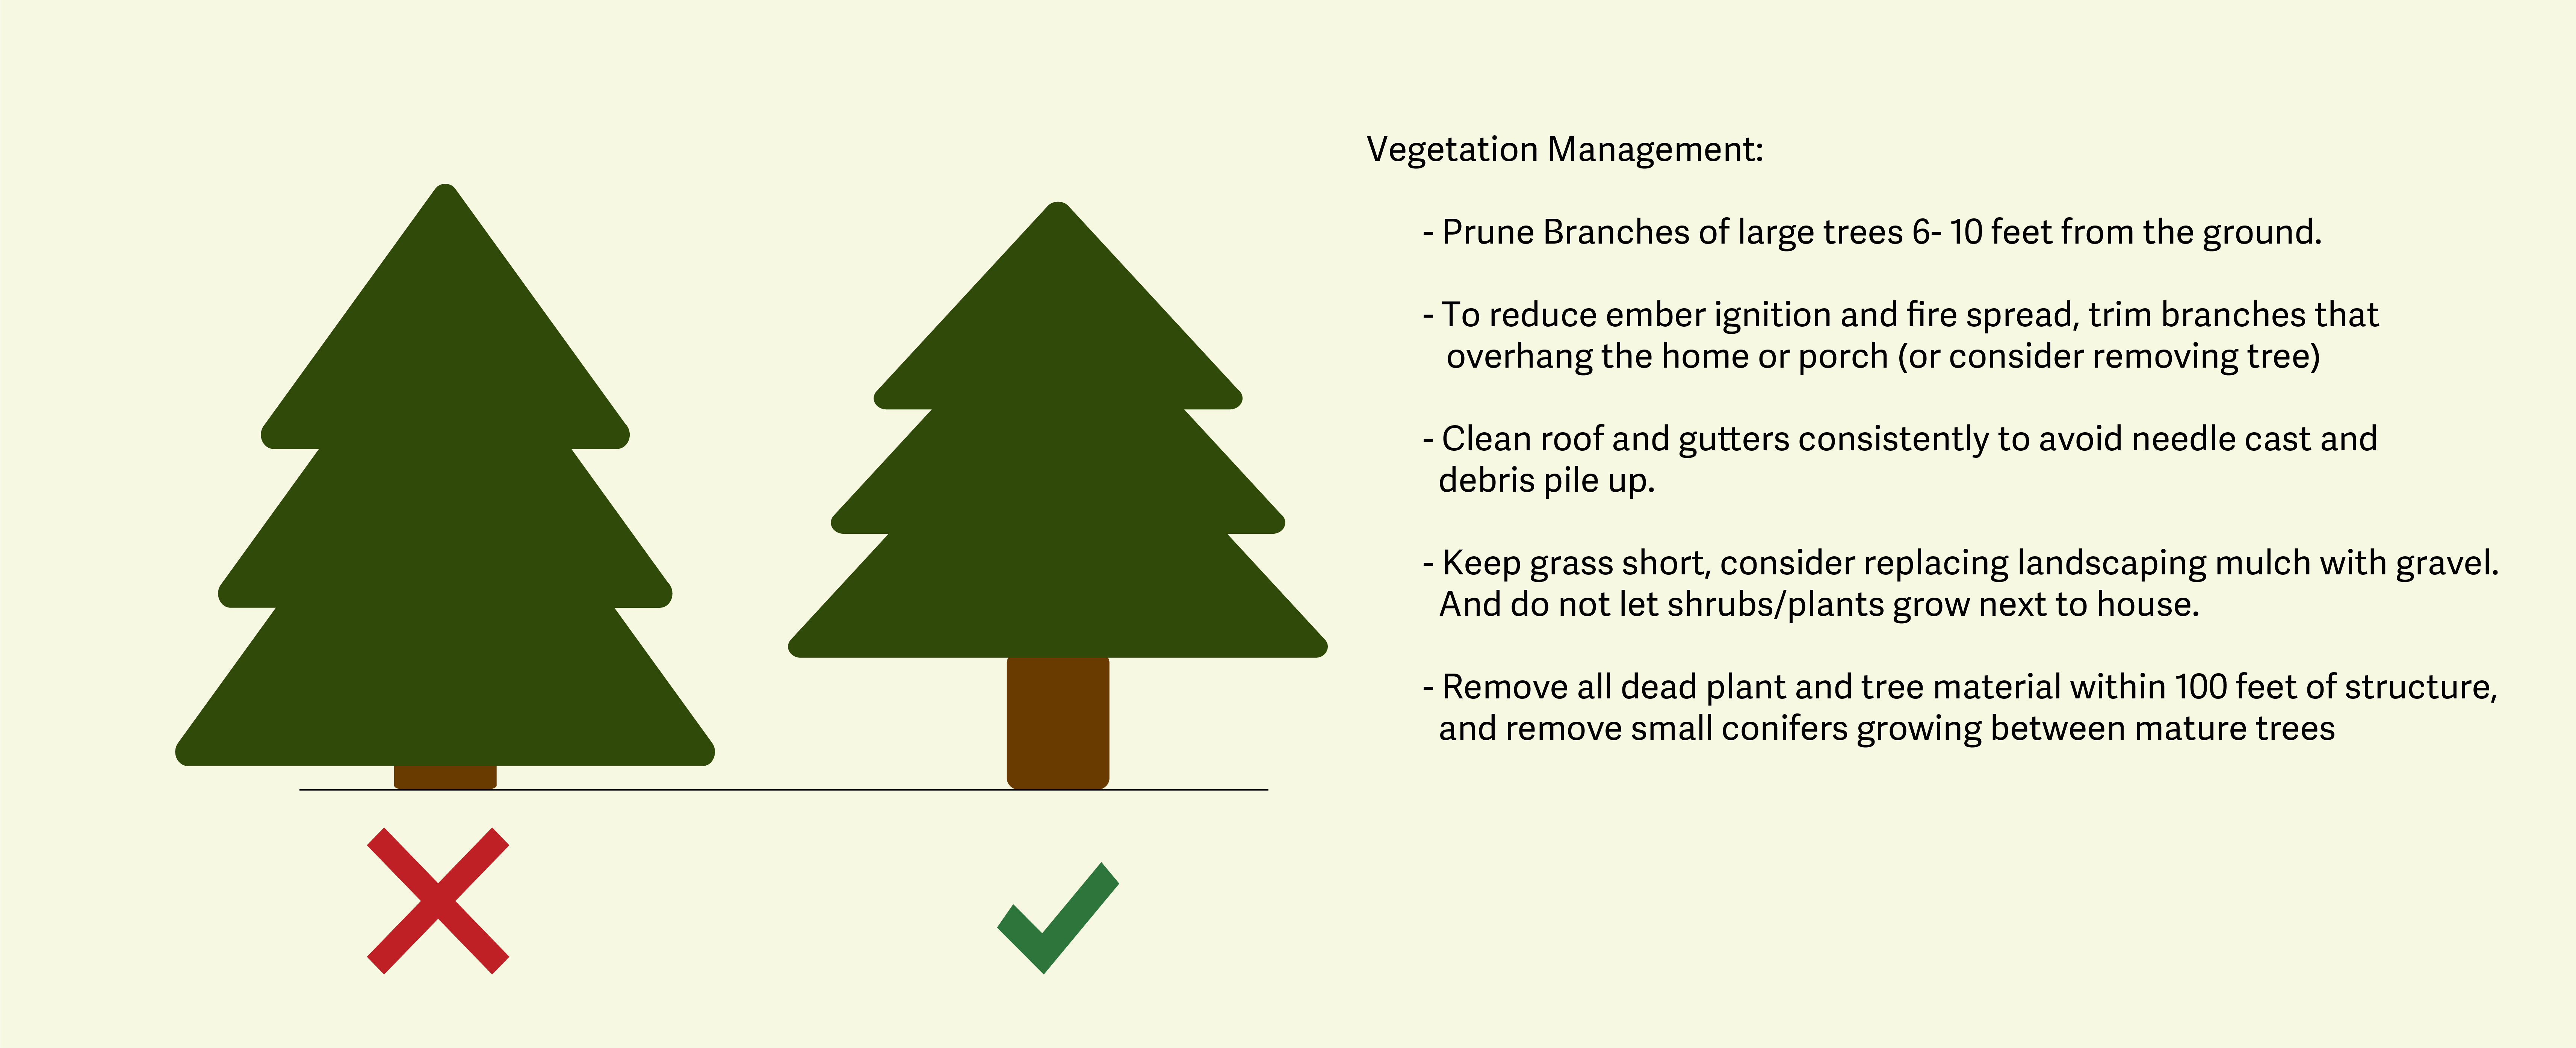 Vegetation Management:
- Prune Branches of large trees 6- 10 feet from the ground.
- To reduce ember ignition and fire spread, trim branches that
overhang the home or porch (or consider removing tree)
- Clean roof and gutters consistently to avoid needle cast and
debris pile up.
- Keep grass short, consider replacing landscaping mulch with gravel.
And do not let shrubs/plants grow next to house.
- Remove all dead plant and tree material within 100 feet of structure,
and remove small conifers growing between mature trees